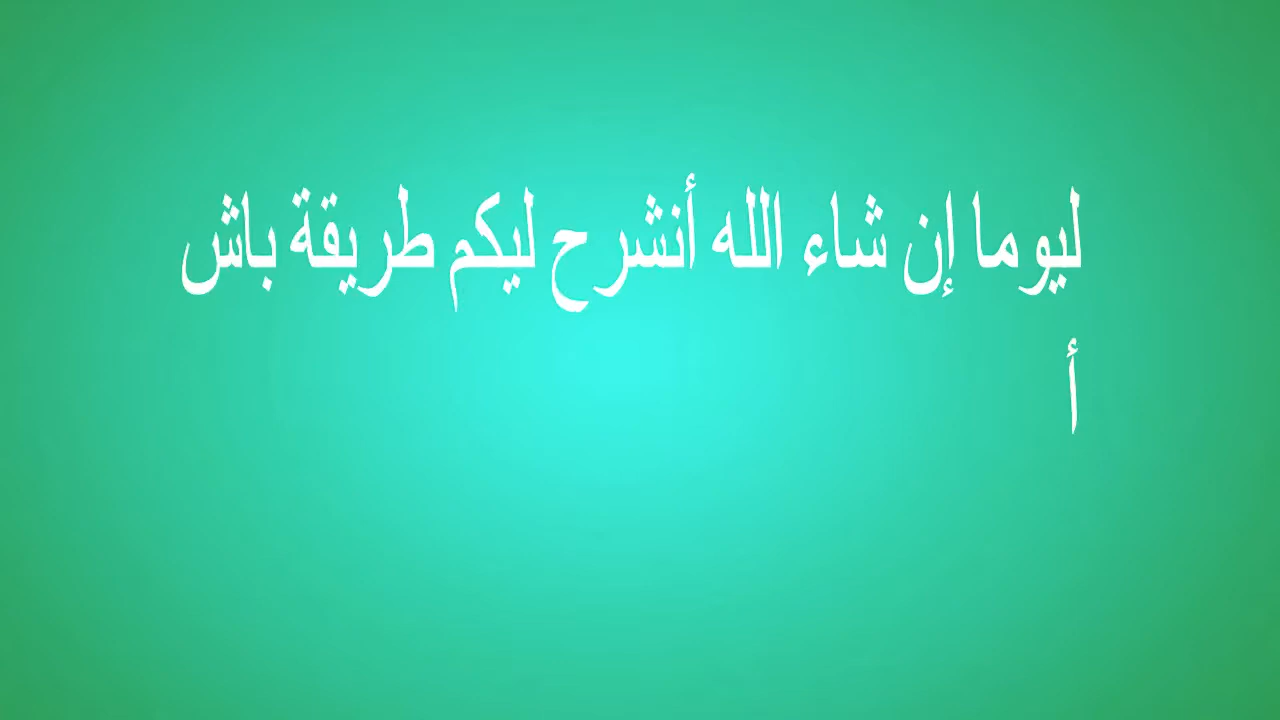 ليوما إن شاء الله أنشرح ليكم طريقة باش
أ